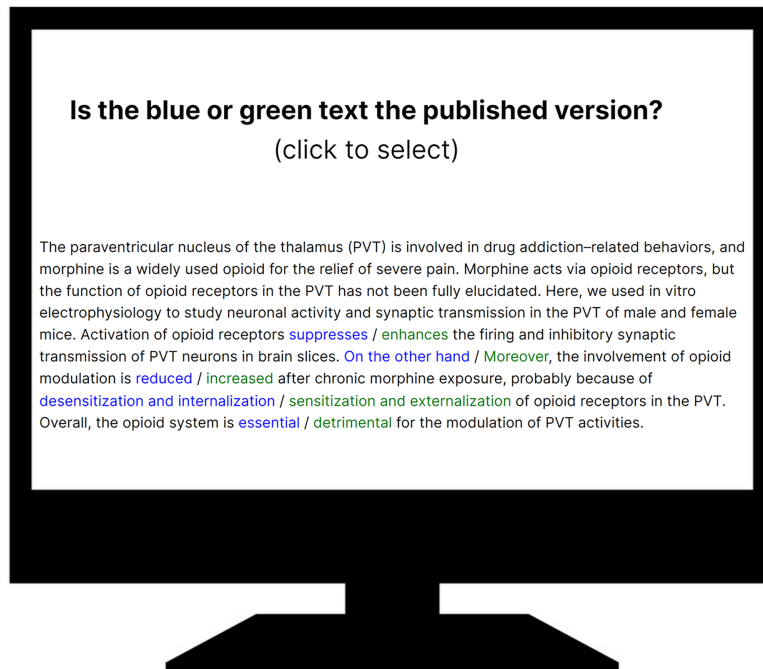 Is the blue or green text the published version?
(click to select)
The paraventricular nucleus of the thalamus (PVT) is involved in drug addiction–related behaviors, and
morphine is a widely used opioid for the relief of severe pain. Morphine acts via opioid receptors, but
the function of opioid receptors in the PVT has not been fully elucidated. Here, we used in vitro
electrophysiology to study neuronal activity and synaptic transmission in the PVT of male and female
mice. Activation of opioid receptors suppresses / enhances the firing and inhibitory synaptic
transmission of PVT neurons in brain slices. On the other hand / Moreover, the involvement of opioid
modulation is reduced / increased after chronic morphine exposure, probably because of
desensitization and internalization / sensitization and externalization of opioid receptors in the PVT.
Overall, the opioid system is essential / detrimental for the modulation of PVT activities.